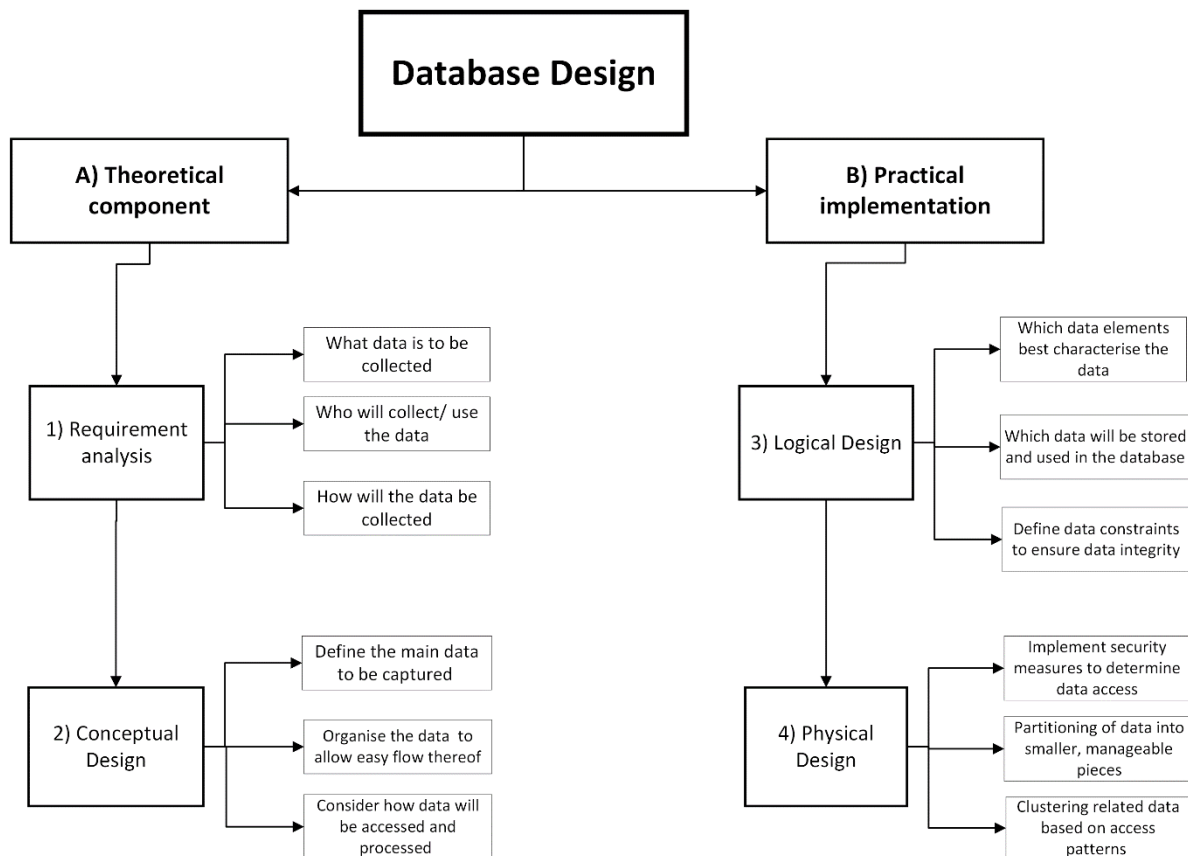 Database Design
A) Theoretical
component
B) Practical
implementation
1) Requirement
analysis
What data is to be
collected
Who will collect/ use
the data
How will the data be
collected
2) Conceptual
Design
Define the main data
to be captured
Organise the data to
allow easy flow thereof
Consider how data will
be accessed and
processed
3) Logical Design
Which data elements
best characterise the
data
Which data will be stored
and used in the database
Define data constraints
to ensure data integrity
4) Physical
Design
Implement security
measures to determine
data access
Partitioning of data into
smaller, manageable
pieces
Clustering related data
based on access
patterns